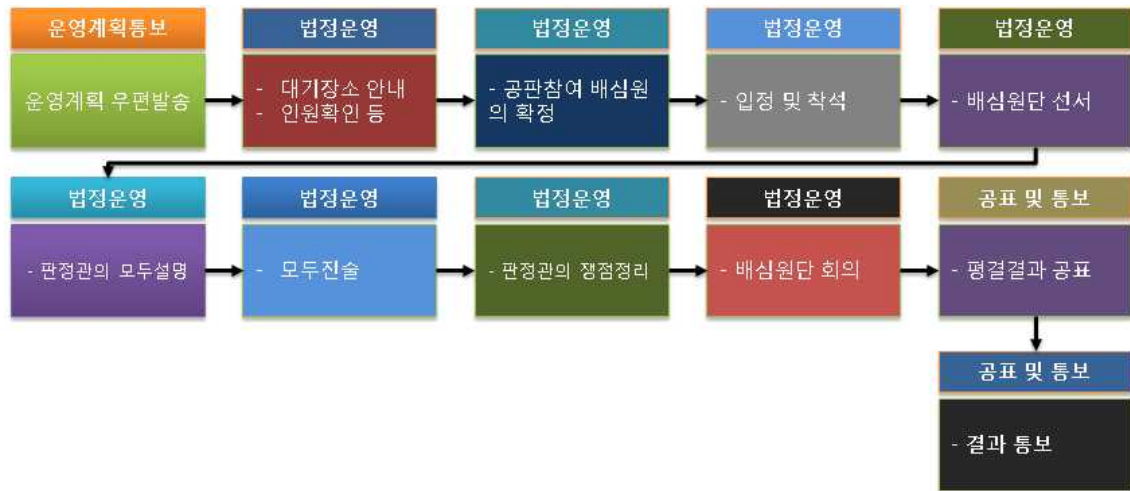 운영계획통보
운영계획 우편발송
법정운영
- 대기장소 안내
- 인원확인 등
법정운영
- 공판참여 배심원
의 확정
법정운영
- 입정 및 착석
법정운영
- 배심원단 선서
법정운영
- 판정관의 모두설명
법정운영
- 모두진술
법정운영
- 판정관의 쟁점정리
법정운영
- 배심원단 회의
공표 및 통보
- 평결결과 공표
공표 및 통보
- 결과 통보